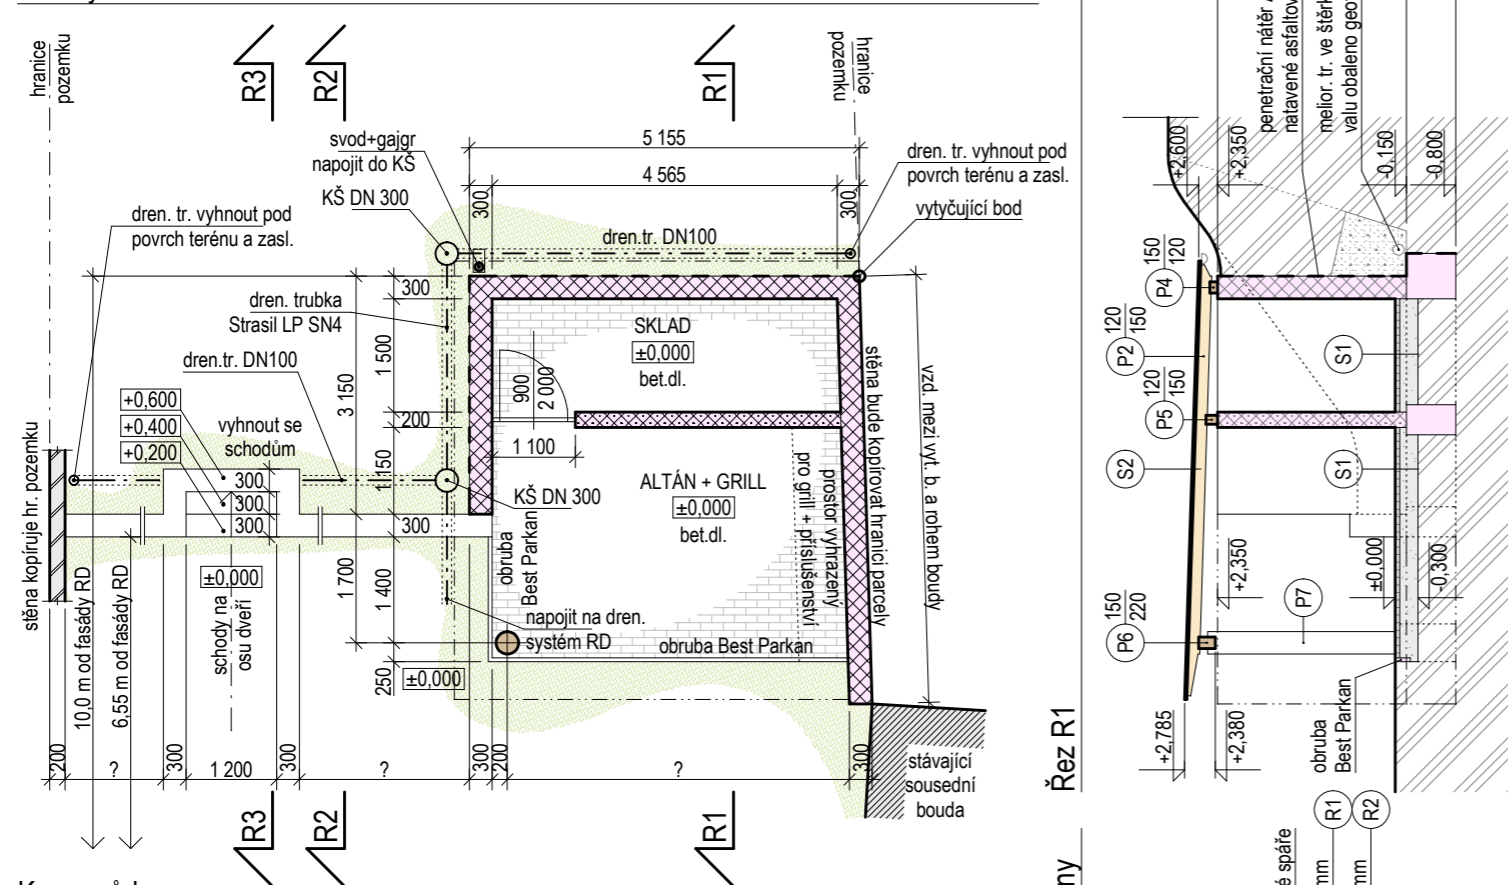 hranice
pozemku
R3
R2
R1
hranice
pozemku
svod+gajgr
napojit do KŠ
5 155
4 565
300
300
KŠ DN 300
dren. tr. vyhnout pod
povrch terénu a zasl.
vytyčující bod
dren. tr. vyhnout pod
povrch terénu a zasl.
dren.tr. DN100
dren. trubka
Strasil LP SN4
dren.tr. DN100
300
1 500
3 150
200
1 150
300
1 700
1 400
250
SKLAD
±0,000
bet.dl.
900
2 000
1 100
+0,600
+0,400
+0,200
vyhnout se
schodům
300
300
300
KŠ DN 300
ALTÁN + GRILL
±0,000
bet.dl.
prostor vyhrazený
pro grill + příslušenství
stěna bude kopírovat hranici parcely
vzd. mezi vyt. b. a rohem boudy
stěna kopíruje hr. pozemku
10,0 m od fasády RD
6,55 m od fasády RD
±0,000
schody na
osu dveří
obruba
Best Parkan
napojit na dren.
systém RD
obruba Best Parkan
±0,000
200
?
300
1 200
300
?
300
200
?
300
stávající
sousední
bouda
R3
R2
R1
Řez R1
penetrační nátěr
natavené asfaltov
melior. tr. ve štěrk
valu obaleno geo
+2,600
+2,350
-0,150
-0,800
P4
150
120
P2
120
150
P5
120
150
S2
P6
150
220
S1
S1
P7
+2,350
±0,000
-0,300
+2,785
+2,380
obruba
Best Parkan
R1
R2
é spáře
mm
mm
ny